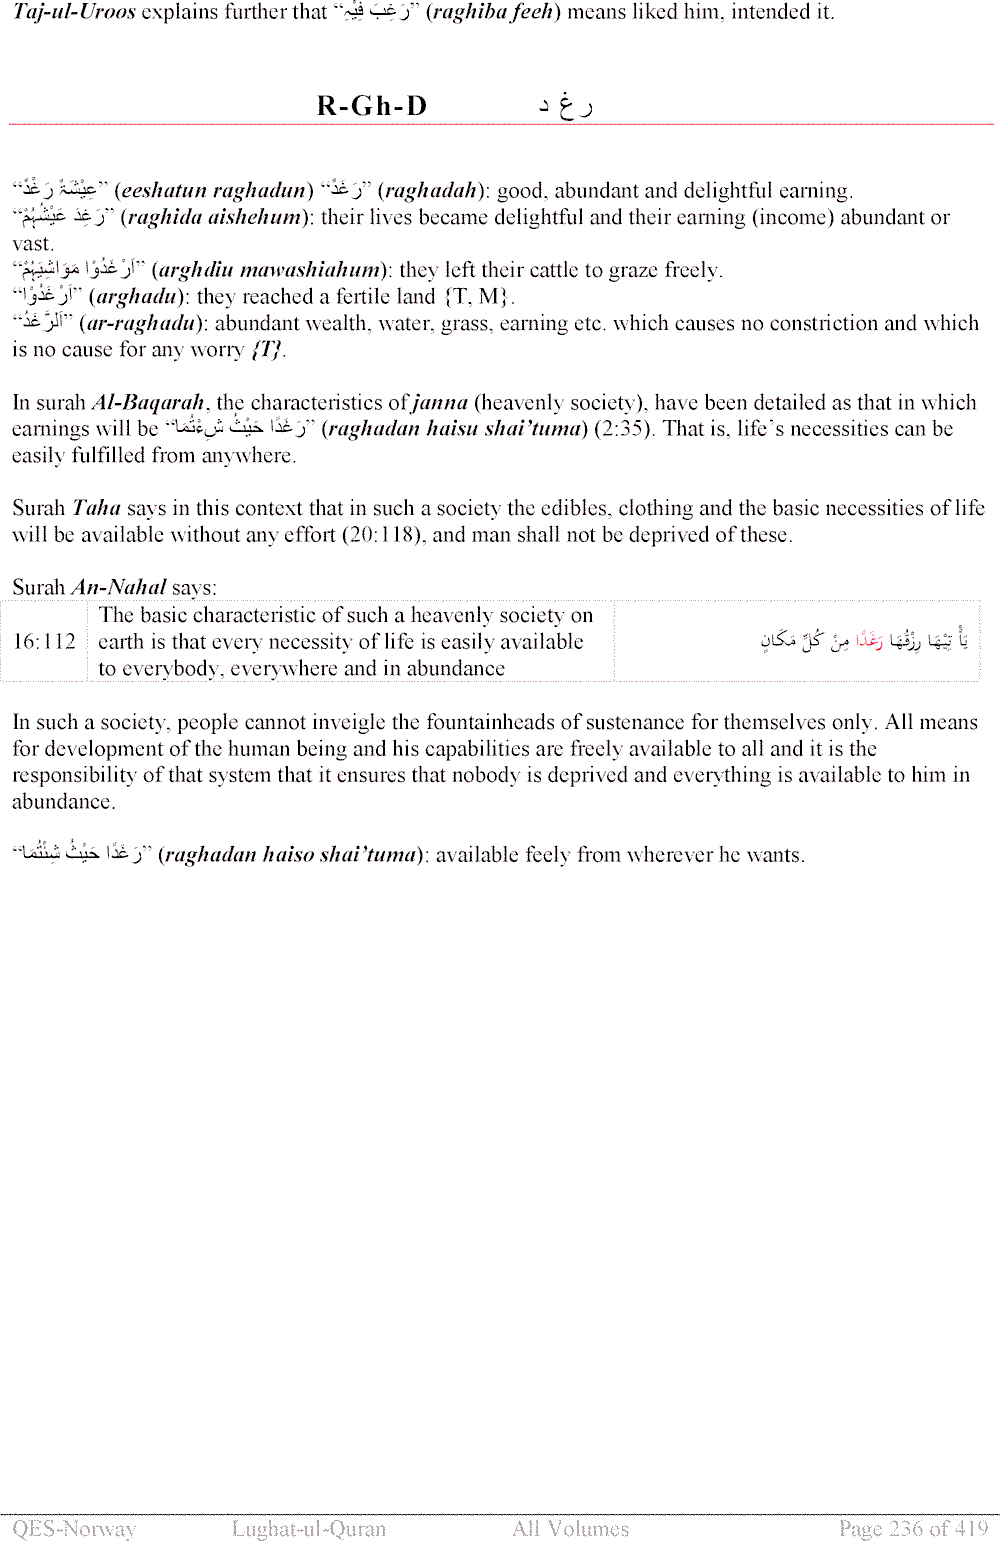 Taj-ul-Uroos explains further that “رَغِبَ فِیْہِ” (raghiba feeh) means liked him, intended it.
R-Gh-D ر غ د
“عِیْشَۃٌ رَغْدٌ” (eeshatun raghadun) “رَغَدٌ” (raghadah): good, abundant and delightful earning.
“رَغِدَ عَیْشُہُمْ” (raghida aishehum): their lives became delightful and their earning (income) abundant or
vast.
“اَرْغَدُوْا مَوَاشِیَہُمْ” (arghdiu mawashiahum): they left their cattle to graze freely.
“اَرْغَدُوْا” (arghadu): they reached a fertile land {T, M}.
“اَلرَّغَدُ” (ar-raghadu): abundant wealth, water, grass, earning etc. which causes no constriction and which
is no cause for any worry {T}.
In surah Al-Baqarah, the characteristics of janna (heavenly society), have been detailed as that in which
earnings will be “رَغَدًا حَیْثُ شِءْتُمَا” (raghadan haisu shai’tuma) (2:35). That is, life’s necessities can be
easily fulfilled from anywhere.
Surah Taha says in this context that in such a society the edibles, clothing and the basic necessities of life
will be available without any effort (20:118), and man shall not be deprived of these.
Surah An-Nahal says:
The basic characteristic of such a heavenly society on
16:112 earth is that every necessity of life is easily available یَأْ تِیْهَا رِزْقُهَا رَغَدًا مِنْ كُلِّ مَكَانٍ
to everybody, everywhere and in abundance
In such a society, people cannot inveigle the fountainheads of sustenance for themselves only. All means
for development of the human being and his capabilities are freely available to all and it is the
responsibility of that system that it ensures that nobody is deprived and everything is available to him in
abundance.
“رَغَدًا حَیْثُ شِئْتُمَا” (raghadan haiso shai’tuma): available feely from wherever he wants.
QES-Norway Lughat-ul-Quran All Volumes Page 236 of 419